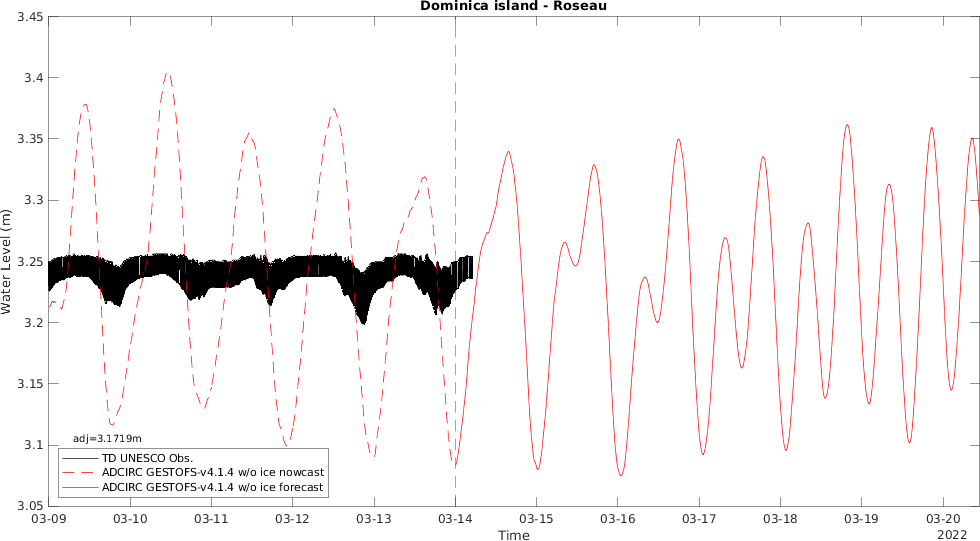 Dominica island - Roseau
Water Level (m)
3.45
3.4
3.35
3.3
3.25
3.2
3.15
3.1
3.05
adj=3.1719m
TD UNESCO Obs.
ADCIRC GESTOFS-v4.1.4 w/o ice nowcast
ADCIRC GESTOFS-v4.1.4 w/o ice forecast
03-09 03-10 03-11 03-12 03-13 03-14 03-15 03-16 03-17 03-18 03-19 03-20
Time
2022